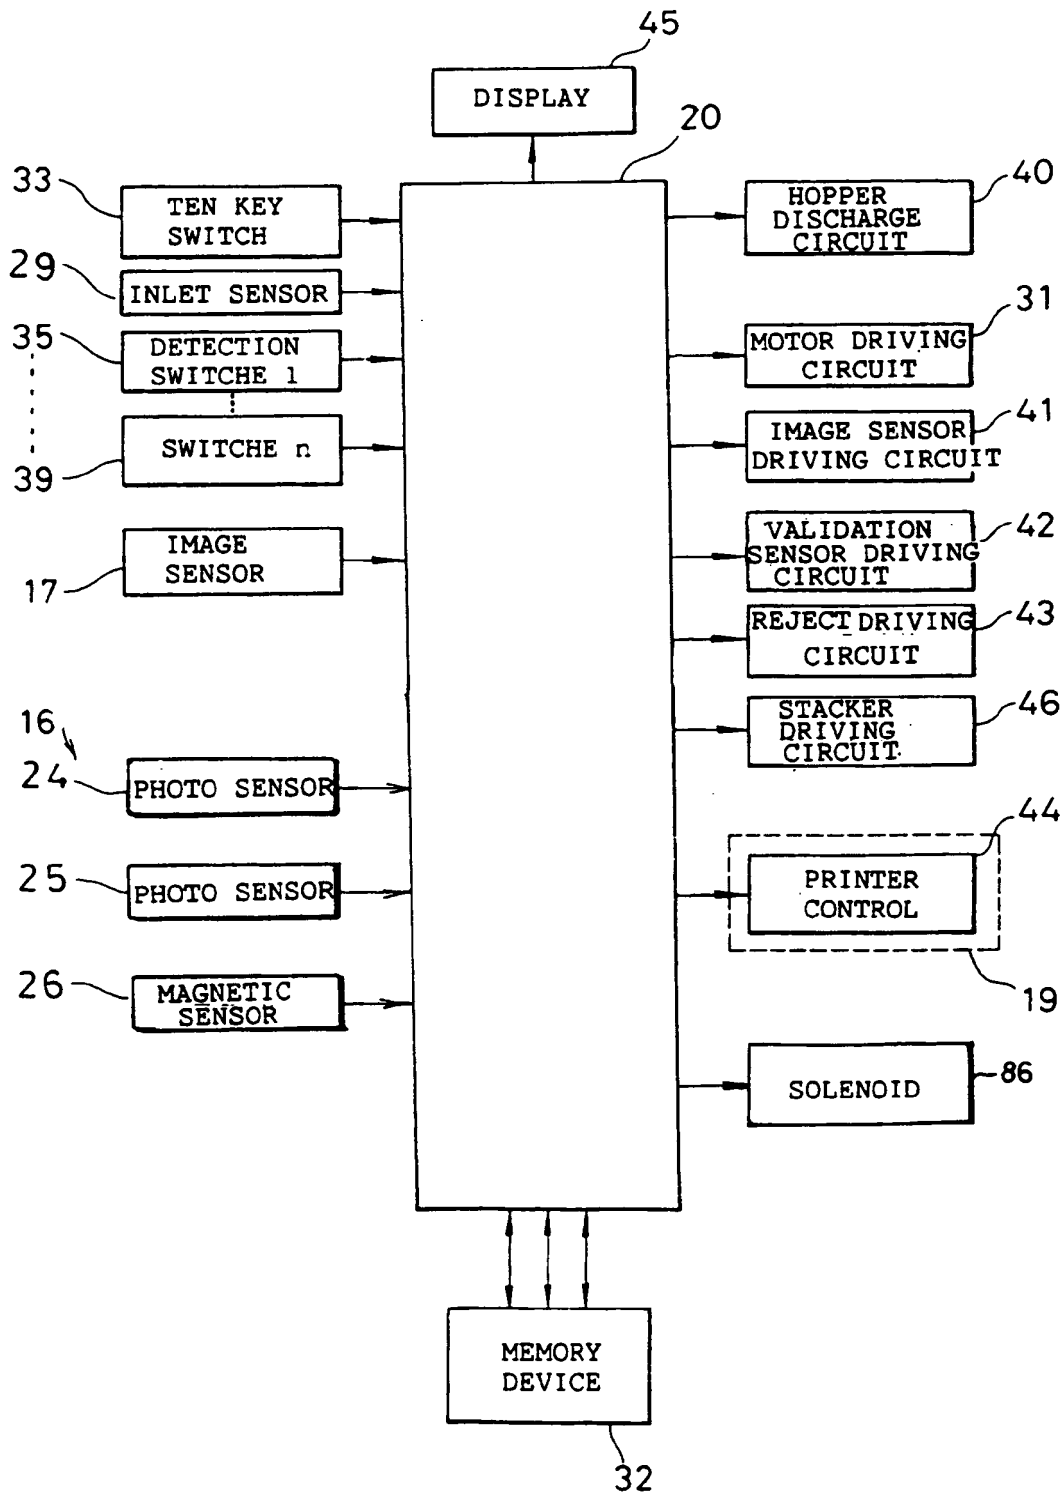 45
DISPLAY
20
33
TEN KEY
SWITCH
29
INLET SENSOR
35
DETECTION
SWITCHE 1
39
SWITCHE n
17
IMAGE
SENSOR
16
24
PHOTO SENSOR
25
PHOTO SENSOR
26
MAGNETIC
SENSOR
40
HOPPER
DISCHARGE
CIRCUIT
31
MOTOR DRIVING
CIRCUIT
41
IMAGE SENSOR
DRIVING CIRCUIT
42
VALIDATION
SENSOR DRIVING
CIRCUIT
43
REJECT DRIVING
CIRCUIT
46
STACKER
DRIVING
CIRCUIT
44
PRINTER
CONTROL
19
SOLENOID
86
MEMORY
DEVICE
32